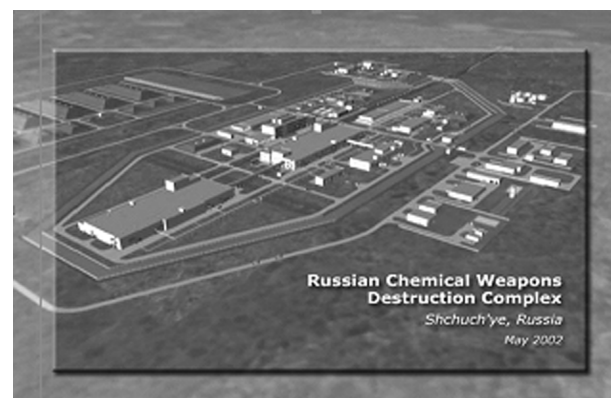 Russian Chemical Weapons
Destruction Complex
Shchuch'ye, Russia
May 2002